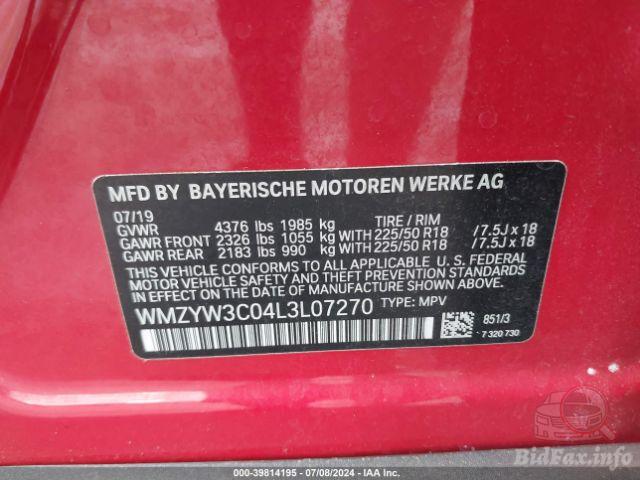 MFD BY BAYERISCHE MOTOREN WERKE AG
07/19 TIRE / RIM
GVWR 4376 lbs 1985 kg
GAWR FRONT 2326 lbs 1055 kg WITH 225/50 R18 / 7.5J x 18
GAWR REAR 2183 lbs 990 kg WITH 225/50 R18 / 7.5J x 18
THIS VEHICLE CONFORMS TO ALL APPLICABLE U. S. FEDERAL
MOTOR VEHICLE SAFETY, BUMPER, AND THEFT PREVENTION
STANDARDS IN EFFECT ON THE DATE OF MANUFACTURE SHOWN ABOVE.
WMZYW3C04L3L07270 TYPE: MPV
851/3
7 320 730
BidFax.info
000-39814195 | 07/08/2024 - IAA Inc.